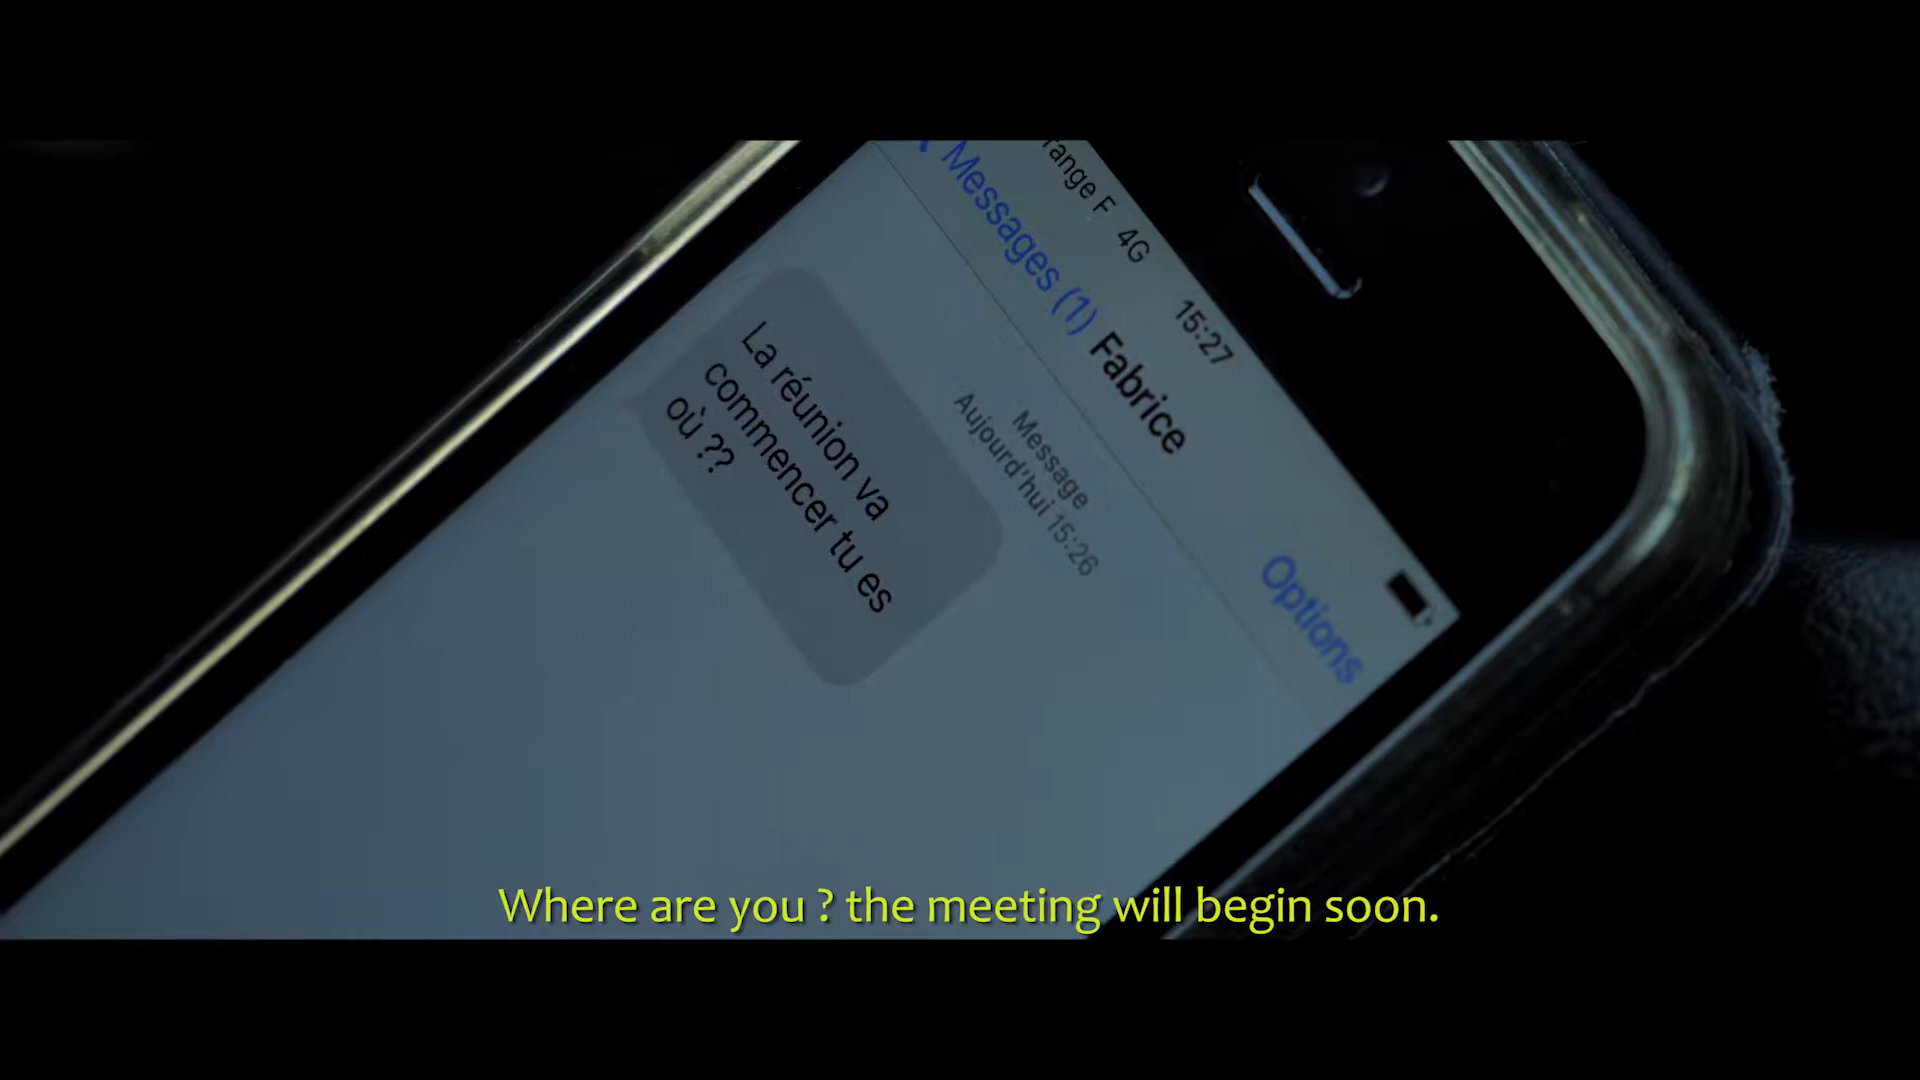 range F 4G 15:27
Messages (1) Fabrice Options
Message
Aujourd'hui 15:26
La réunion va
commencer tu es
où ??
Where are you ? the meeting will begin soon.